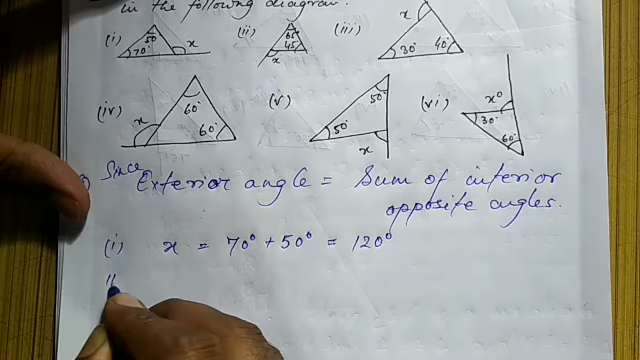 in the following diagram.
(i) 50° 70° x
(ii) 65° 45° x
(iii) x 30° 40°
(iv) x 60° 60°
(v) 50° 50° x
(vi) x° 30° 60°
Since Exterior angle = Sum of interior
opposite angles.
(i) x = 70° + 50° = 120°